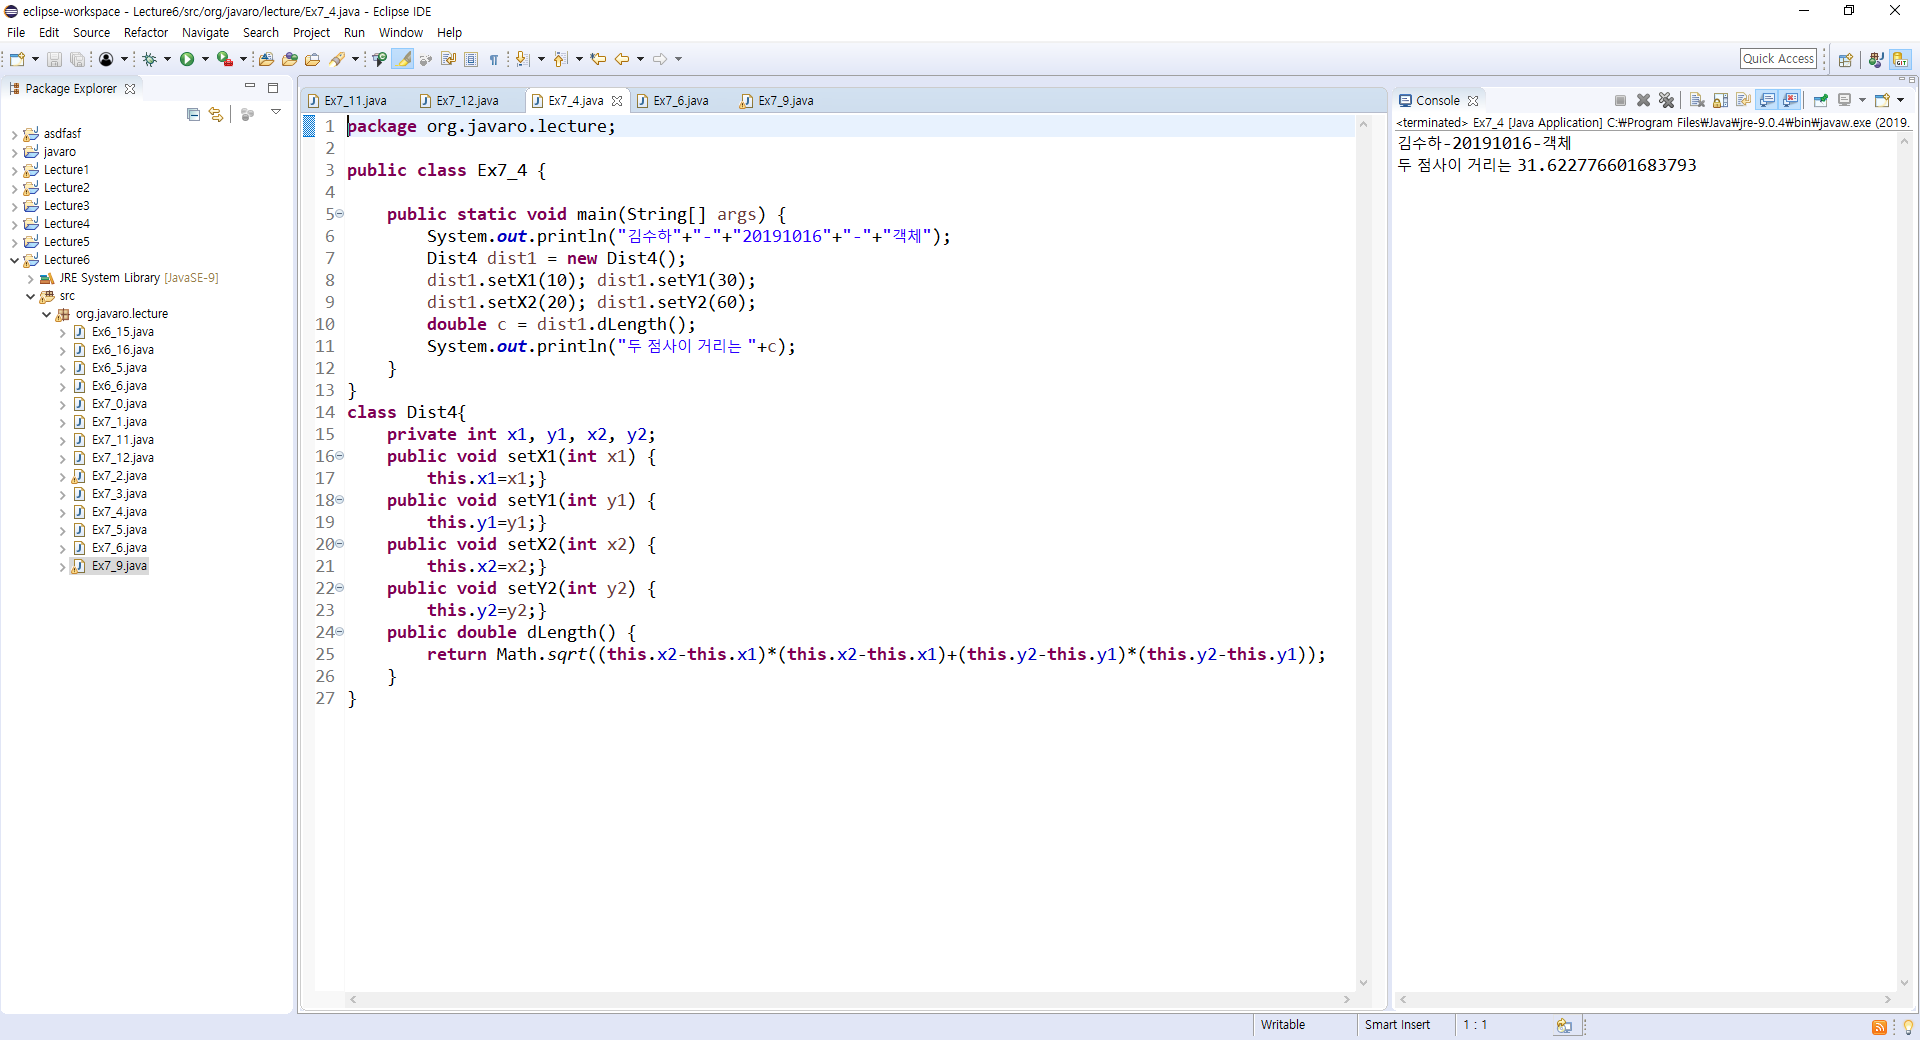 eclipse-workspace - Lecture6/src/org/javaro/lecture/Ex7_4.java - Eclipse IDE
File Edit Source Refactor Navigate Search Project Run Window Help
Quick Access
Package Explorer
asdfasf
javaro
Lecture1
Lecture2
Lecture3
Lecture4
Lecture5
Lecture6
JRE System Library [JavaSE-9]
src
org.javaro.lecture
Ex6_15.java
Ex6_16.java
Ex6_5.java
Ex6_6.java
Ex7_0.java
Ex7_1.java
Ex7_11.java
Ex7_12.java
Ex7_2.java
Ex7_3.java
Ex7_4.java
Ex7_5.java
Ex7_6.java
Ex7_9.java
Ex7_11.java Ex7_12.java Ex7_4.java Ex7_6.java Ex7_9.java
1 package org.javaro.lecture;
2
3 public class Ex7_4 {
4
5 public static void main(String[] args) {
6 System.out.println("김수하"+"-"+"20191016"+"-"+"객체");
7 Dist4 dist1 = new Dist4();
8 dist1.setX1(10); dist1.setY1(30);
9 dist1.setX2(20); dist1.setY2(60);
10 double c = dist1.dLength();
11 System.out.println("두 점사이 거리는 "+c);
12 }
13 }
14 class Dist4{
15 private int x1, y1, x2, y2;
16 public void setX1(int x1) {
17 this.x1=x1;}
18 public void setY1(int y1) {
19 this.y1=y1;}
20 public void setX2(int x2) {
21 this.x2=x2;}
22 public void setY2(int y2) {
23 this.y2=y2;}
24 public double dLength() {
25 return Math.sqrt((this.x2-this.x1)*(this.x2-this.x1)+(this.y2-this.y1)*(this.y2-this.y1));
26 }
27 }
Console
<terminated> Ex7_4 [Java Application] C:₩Program Files₩Java₩jre-9.0.4₩bin₩javaw.exe (2019.
김수하-20191016-객체
두 점사이 거리는 31.622776601683793
Writable Smart Insert 1 : 1